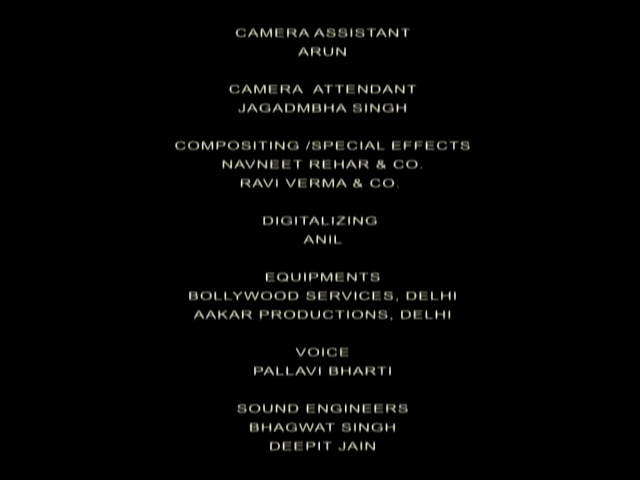 CAMERA ASSISTANT
ARUN
CAMERA ATTENDANT
JAGADMBHA SINGH
COMPOSITING /SPECIAL EFFECTS
NAVNEET REHAR & CO.
RAVI VERMA & CO.
DIGITALIZING
ANIL
EQUIPMENTS
BOLLYWOOD SERVICES, DELHI
AAKAR PRODUCTIONS, DELHI
VOICE
PALLAVI BHARTI
SOUND ENGINEERS
BHAGWAT SINGH
DEEPIT JAIN